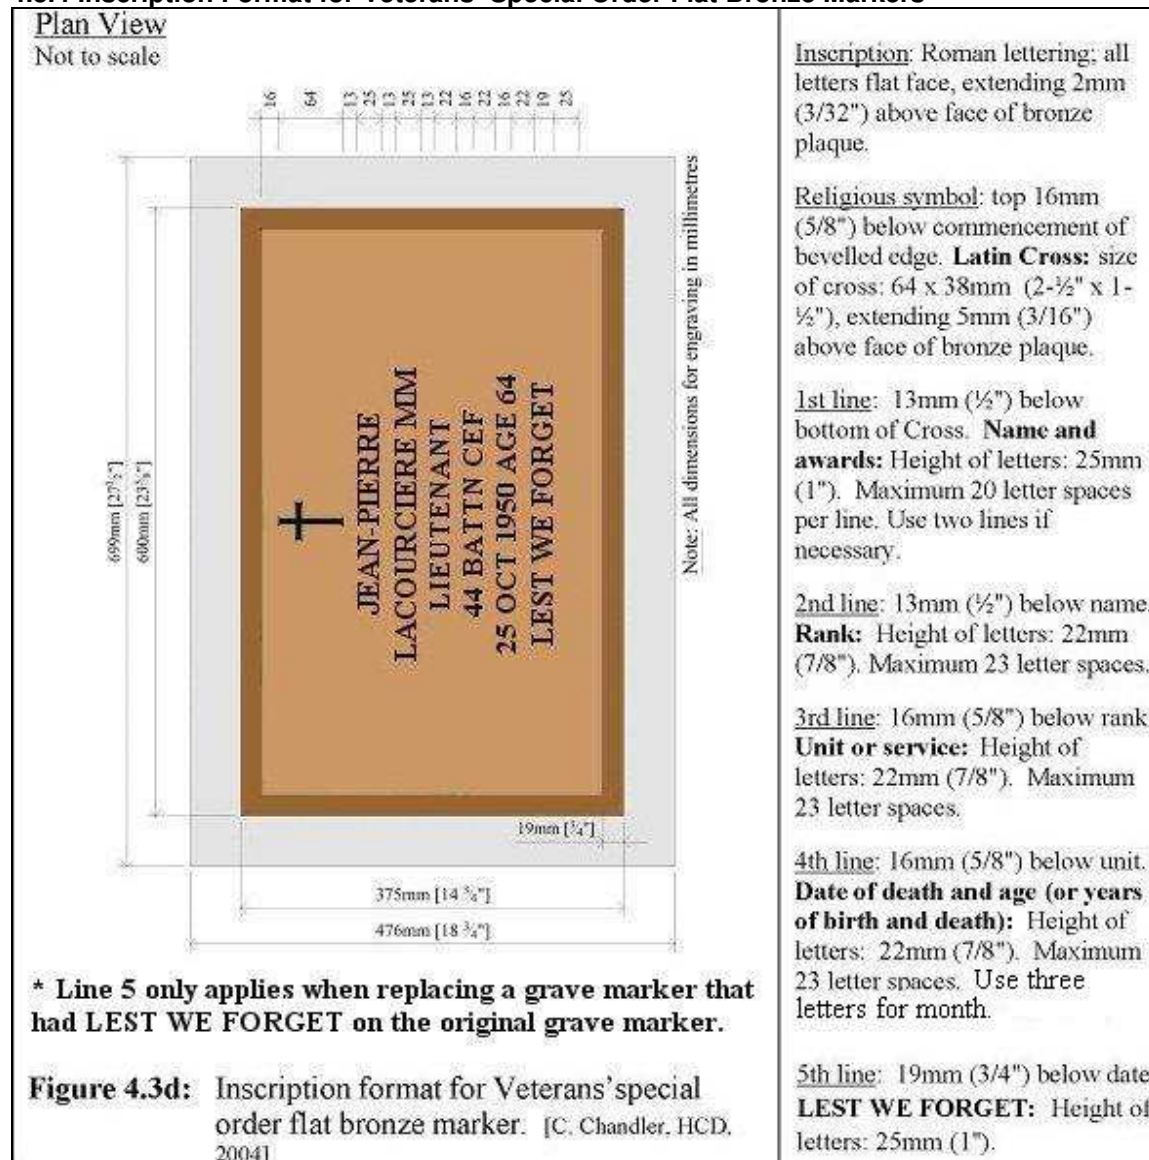 4.3.4 Inscription Format for Veterans' Special Order Flat Bronze Markers
Plan View
Not to scale
16 64 13 25 13 25 13 22 16 22 16 22 19 25
699mm [27½"]
600mm [23⅝"]
JEAN-PIERRE
LACOURCIERE MM
LIEUTENANT
44 BATTN CEF
25 OCT 1950 AGE 64
LEST WE FORGET
Note: All dimensions for engraving in millimetres
19mm [¾"]
375mm [14 ¾"]
476mm [18 ¾"]
* Line 5 only applies when replacing a grave marker that
had LEST WE FORGET on the original grave marker.
Figure 4.3d: Inscription format for Veterans'special
order flat bronze marker. [C. Chandler, HCD,
2004]
Inscription: Roman lettering; all
letters flat face, extending 2mm
(3/32") above face of bronze
plaque.
Religious symbol: top 16mm
(5/8") below commencement of
bevelled edge. Latin Cross: size
of cross: 64 x 38mm (2-½" x 1-
½"), extending 5mm (3/16")
above face of bronze plaque.
1st line: 13mm (½") below
bottom of Cross. Name and
awards: Height of letters: 25mm
(1"). Maximum 20 letter spaces
per line. Use two lines if
necessary.
2nd line: 13mm (½") below name.
Rank: Height of letters: 22mm
(7/8"). Maximum 23 letter spaces.
3rd line: 16mm (5/8") below rank
Unit or service: Height of
letters: 22mm (7/8"). Maximum
23 letter spaces.
4th line: 16mm (5/8") below unit.
Date of death and age (or years
of birth and death): Height of
letters: 22mm (7/8"). Maximum
23 letter spaces. Use three
letters for month.
5th line: 19mm (3/4") below date
LEST WE FORGET: Height of
letters: 25mm (1").